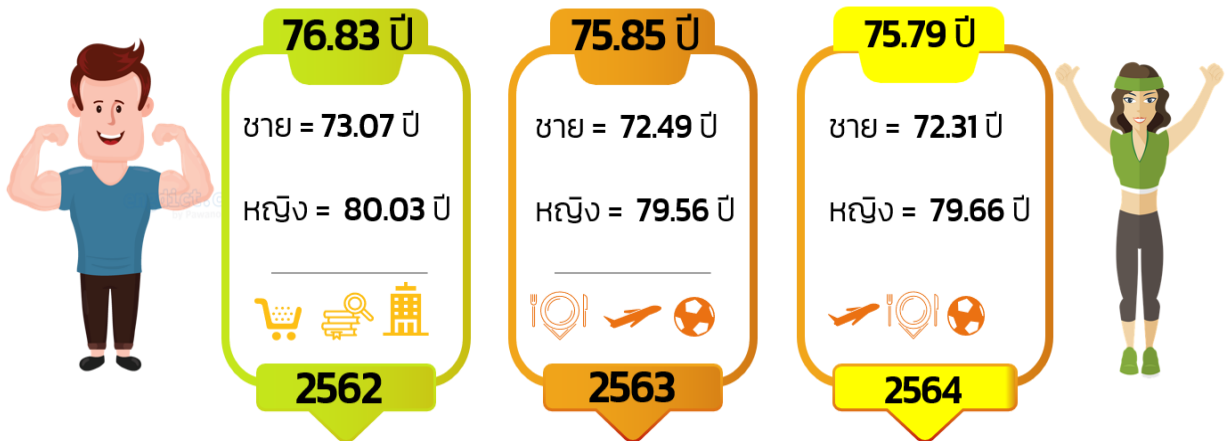 76.83 ปี
ชาย = 73.07 ปี
หญิง = 80.03 ปี
2562
75.85 ปี
ชาย = 72.49 ปี
หญิง = 79.56 ปี
2563
75.79 ปี
ชาย = 72.31 ปี
หญิง = 79.66 ปี
2564